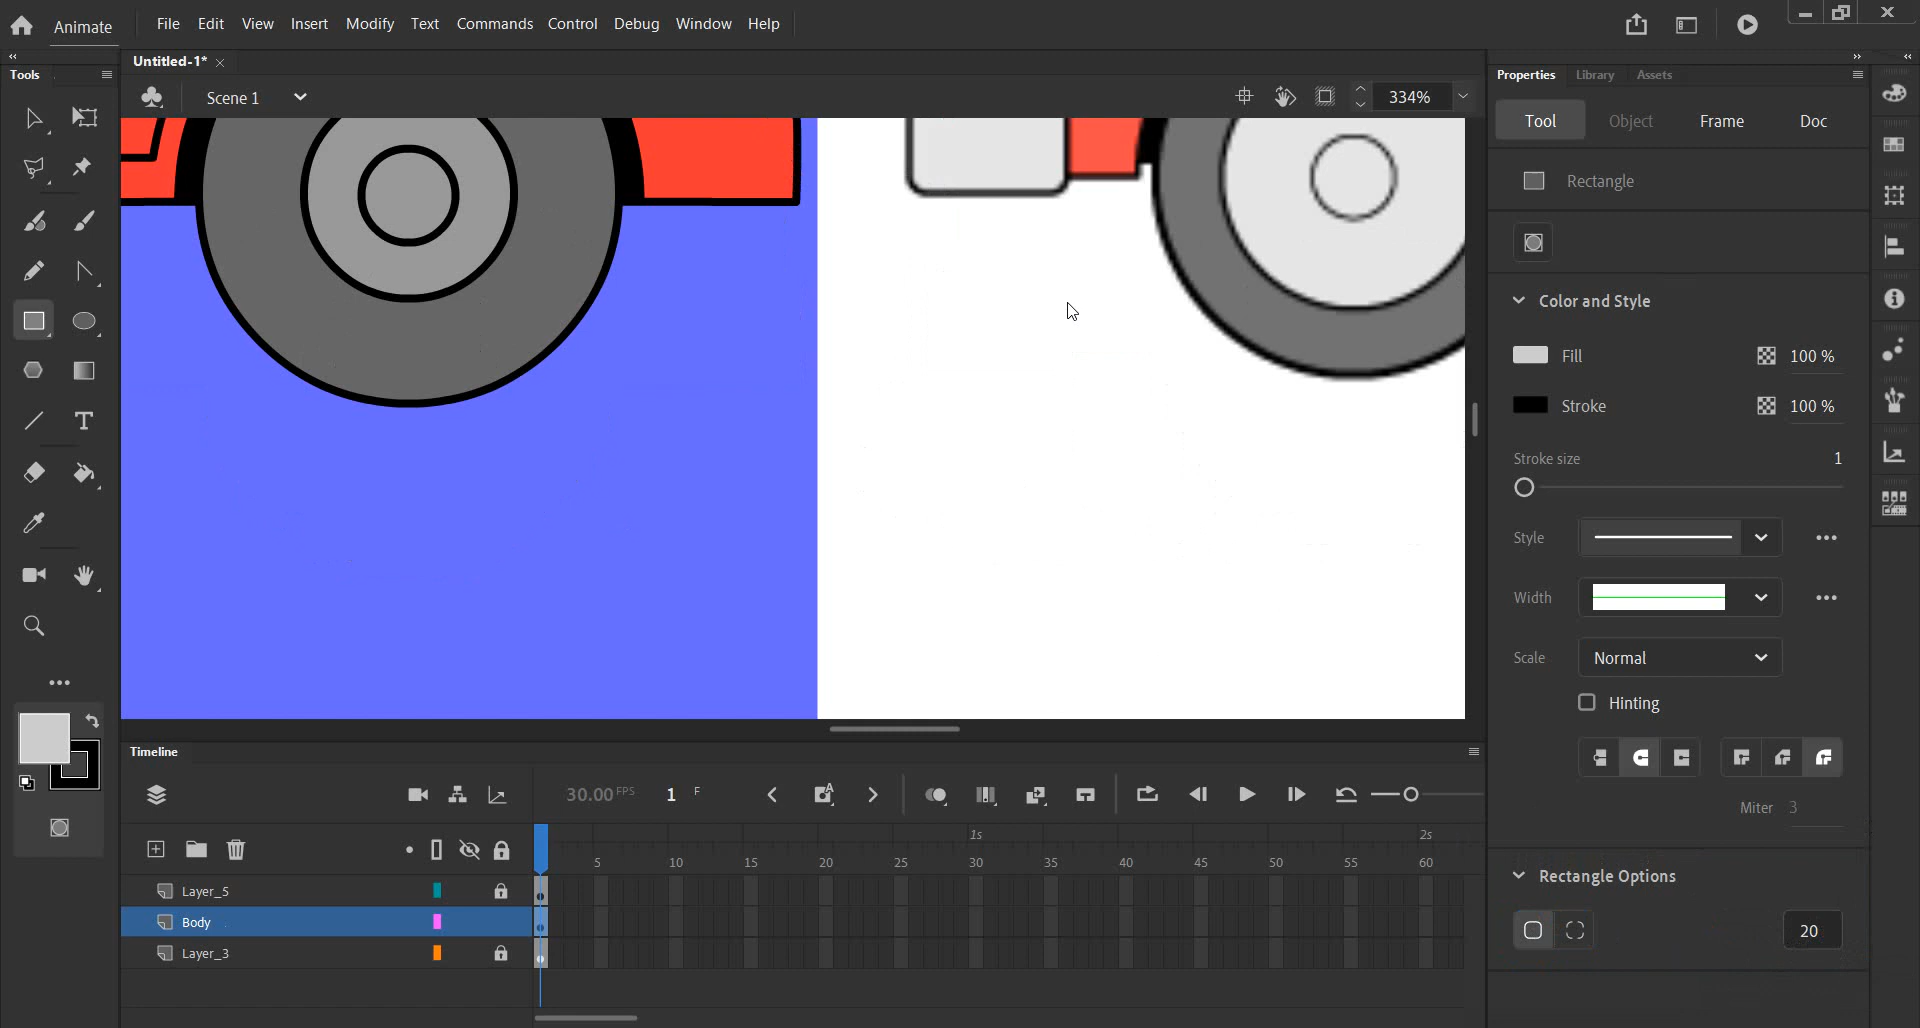 Animate File Edit View Insert Modify Text Commands Control Debug Window Help
Untitled-1*
Tools
Scene 1
334%
Properties Library Assets
Tool Object Frame Doc
Rectangle
Color and Style
Fill 100 %
Stroke 100 %
Stroke size 1
Style
Width
Scale Normal
Hinting
Miter 3
Rectangle Options
20
Timeline
30.00 FPS 1 F
1s 2s
5 10 15 20 25 30 35 40 45 50 55 60
Layer_5
Body
Layer_3